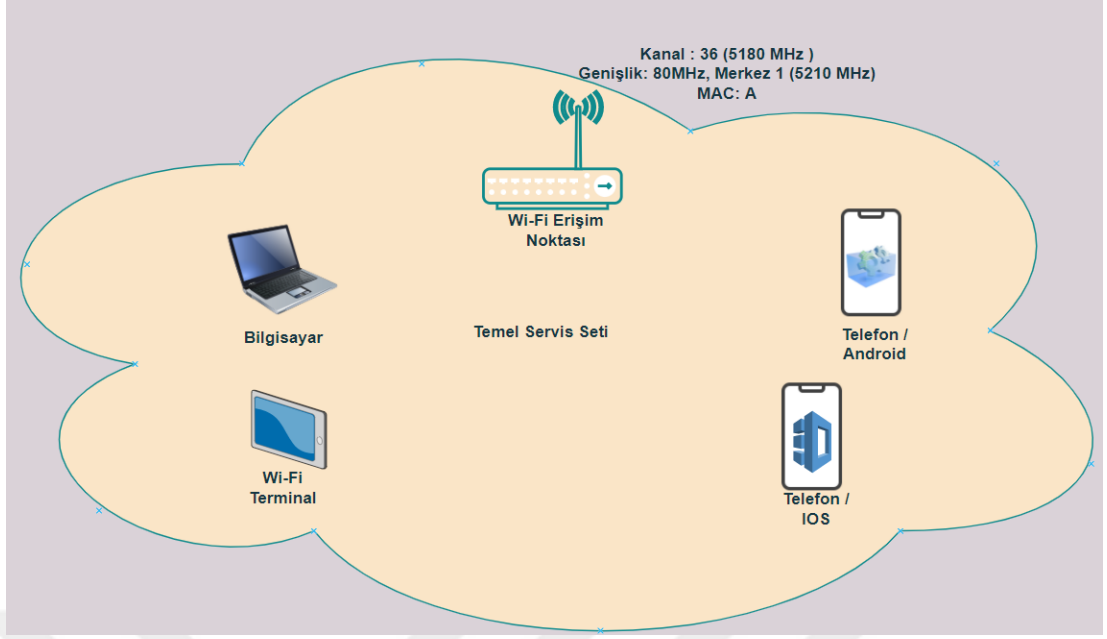 Kanal : 36 (5180 MHz )
Genişlik: 80MHz, Merkez 1 (5210 MHz)
MAC: A
Wi-Fi Erişim
Noktası
Bilgisayar
Temel Servis Seti
Telefon /
Android
Wi-Fi
Terminal
Telefon /
IOS